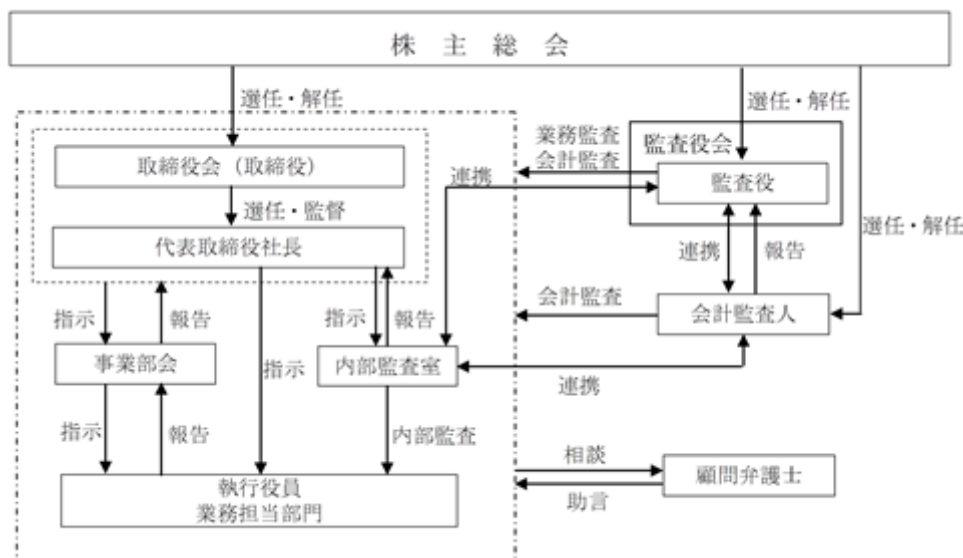 株主総会
選任・解任
選任・解任
業務監査
会計監査
監査役会
取締役会（取締役）
連携
監査役
選任・監督
選任・解任
代表取締役社長
連携
報告
会計監査
会計監査人
指示
報告
指示
報告
事業部会
指示
内部監査室
連携
指示
報告
内部監査
相談
顧問弁護士
執行役員
業務担当部門
助言